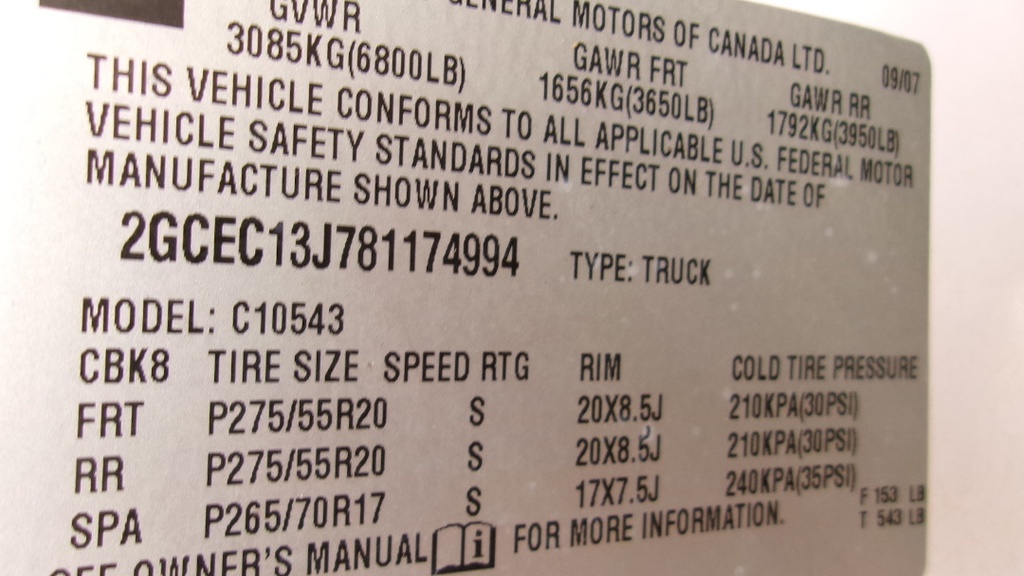 GENERAL MOTORS OF CANADA LTD.
09/07
GVWR GAWR FRT GAWR RR
3085KG(6800LB) 1656KG(3650LB) 1792KG(3950LB)
THIS VEHICLE CONFORMS TO ALL APPLICABLE U.S. FEDERAL MOTOR
VEHICLE SAFETY STANDARDS IN EFFECT ON THE DATE OF
MANUFACTURE SHOWN ABOVE.
2GCEC13J781174994 TYPE: TRUCK
MODEL: C10543
CBK8 TIRE SIZE SPEED RTG RIM COLD TIRE PRESSURE
FRT P275/55R20 S 20X8.5J 210KPA(30PSI)
RR P275/55R20 S 20X8.5J 210KPA(30PSI)
SPA P265/70R17 S 17X7.5J 240KPA(35PSI)
F 153 LB
T 543 LB
SEE OWNER'S MANUAL i FOR MORE INFORMATION.